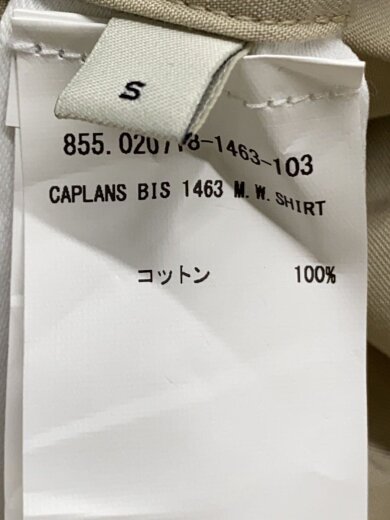 S
855.020718-1463-103
CAPLANS BIS 1463 M.W.SHIRT
コットン 100%